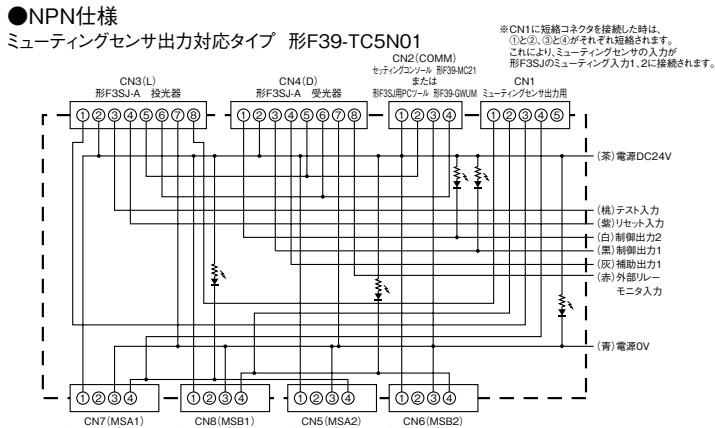 ●NPN仕様
ミューティングセンサ出力対応タイプ 形F39-TC5N01
※CN1に短絡コネクタを接続した時は、
①と②、③と④がそれぞれ短絡されます。
これにより、ミューティングセンサの入力が
形F3SJのミューティング入力1、2に接続されます。
CN3(L)
形F3SJ-A 投光器
CN4(D)
形F3SJ-A 受光器
CN2(COMM)
セッティングコンソール 形F39-MC21
または
形F3SJ用PCツール 形F39-GWUM
CN1
ミューティングセンサ出力用
①②③④⑤⑥⑦⑧
①②③④⑤⑥⑦⑧
①②③④
①②③④⑤
(茶)電源DC24V
(桃)テスト入力
(紫)リセット入力
(白)制御出力2
(黒)制御出力1
(灰)補助出力1
(赤)外部リレー
モニタ入力
(青)電源0V
①②③④
①②③④
①②③④
①②③④
CN7(MSA1)
CN8(MSB1)
CN5(MSA2)
CN6(MSB2)